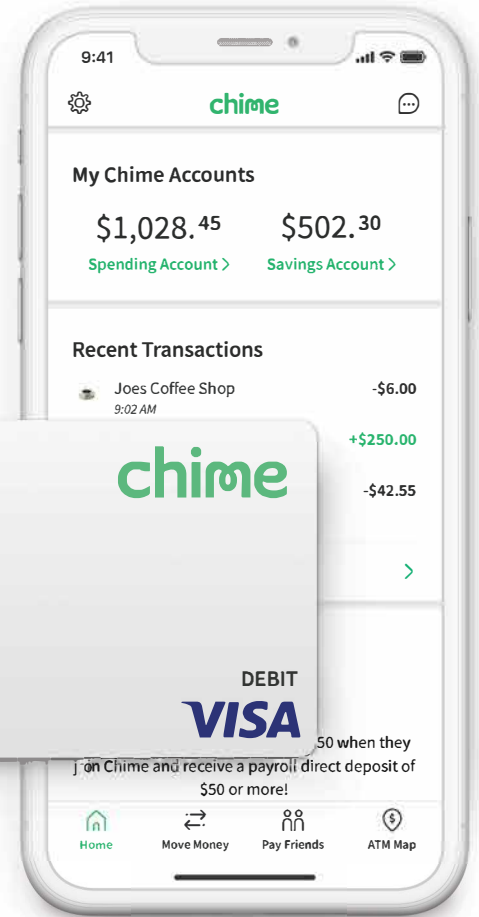 9:41
chime
My Chime Accounts
$1,028.45 $502.30
Spending Account > Savings Account >
Recent Transactions
Joes Coffee Shop -$6.00
9:02 AM
+$250.00
-$42.55
chime
DEBIT
VISA
50 when they
join Chime and receive a payroll direct deposit of
$50 or more!
Home Move Money Pay Friends ATM Map